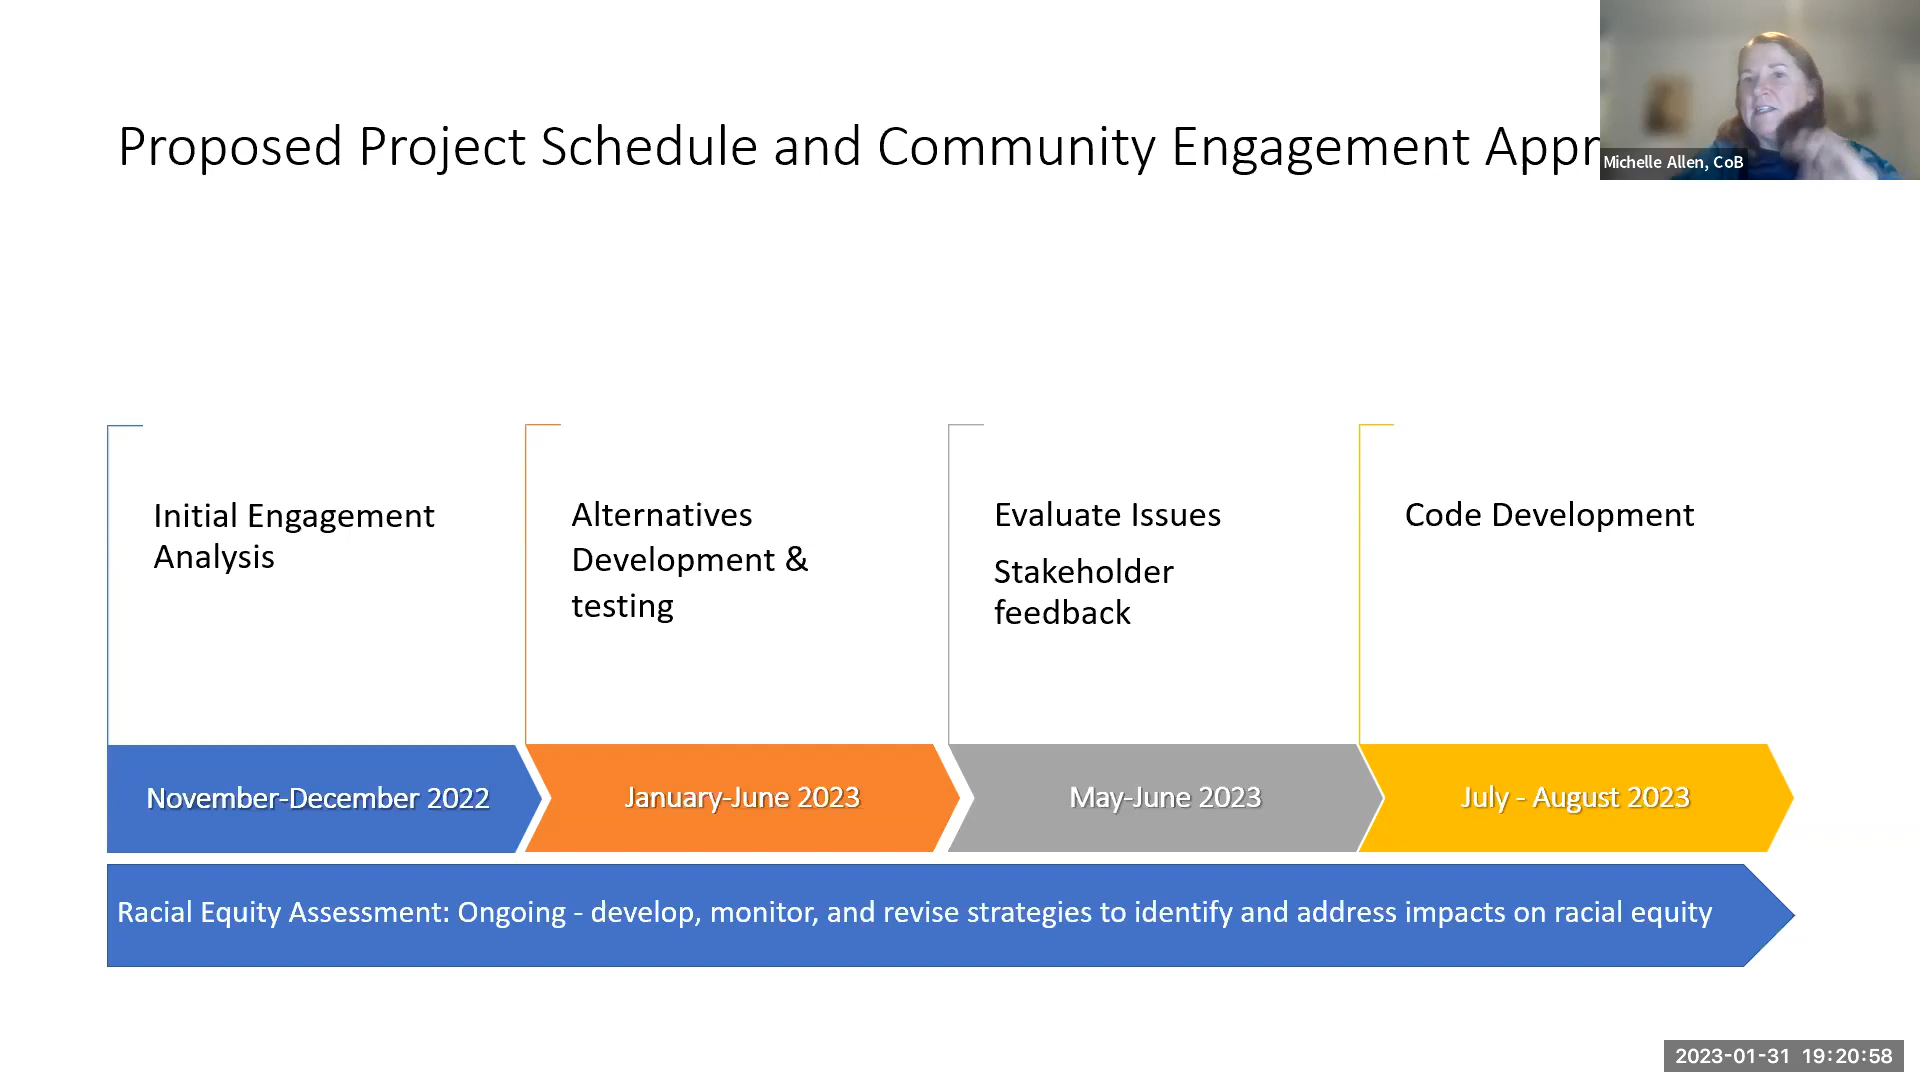 Proposed Project Schedule and Community Engagement
Michelle Allen, CoB
Initial Engagement
Analysis
Alternatives
Development &
testing
Evaluate Issues
Stakeholder
feedback
Code Development
November-December 2022
January-June 2023
May-June 2023
July - August 2023
Racial Equity Assessment: Ongoing - develop, monitor, and revise strategies to identify and address impacts on racial equity
2023-01-31 19:20:58